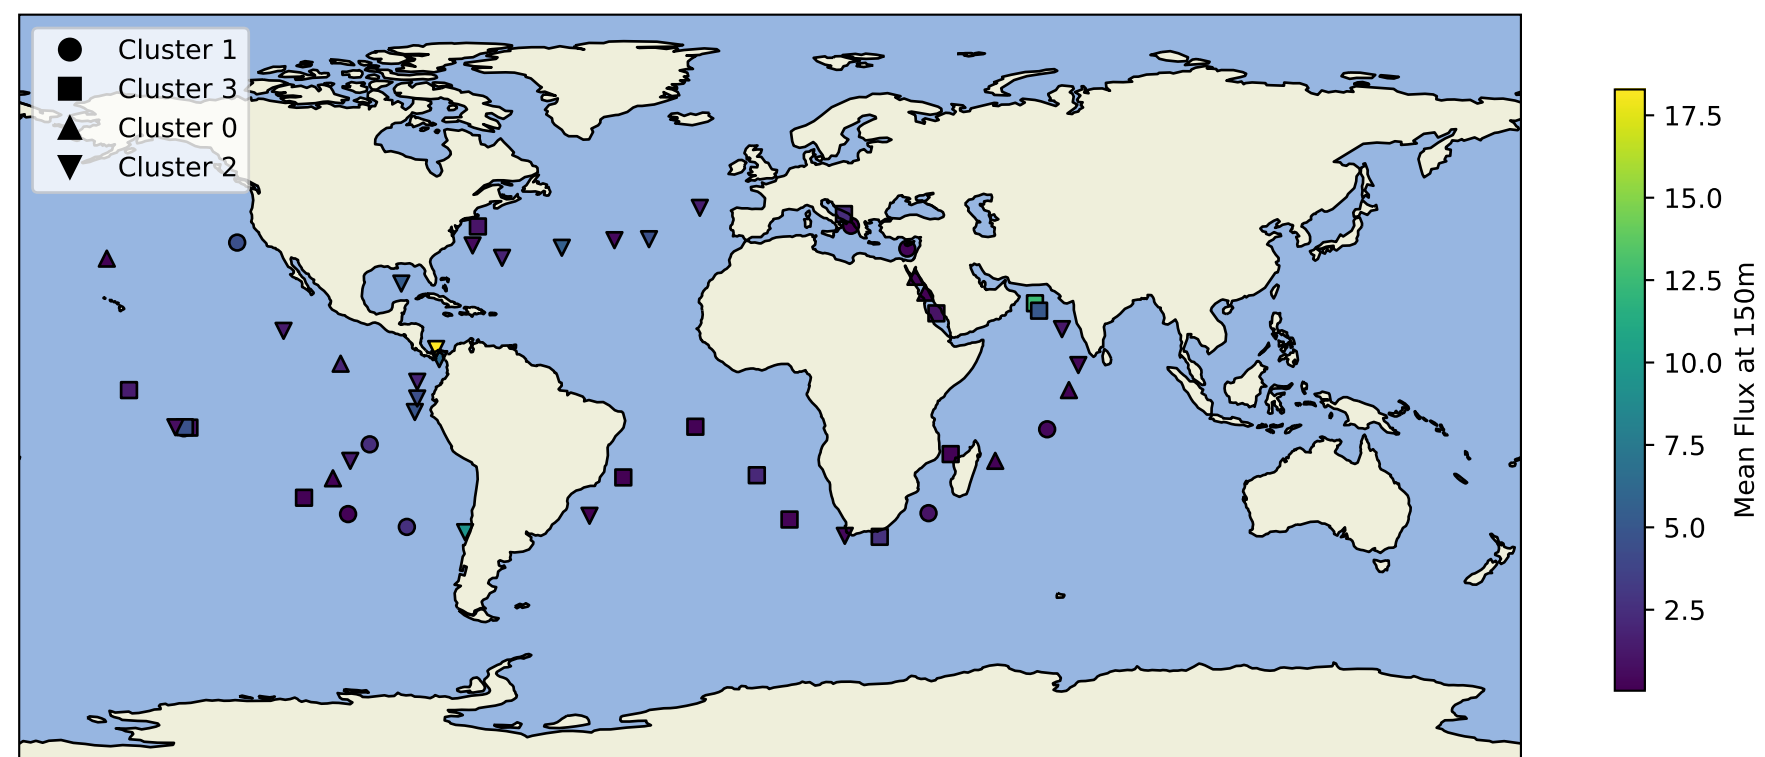 Cluster 1
Cluster 3
Cluster 0
Cluster 2
17.5
15.0
12.5
10.0
7.5
5.0
2.5
Mean Flux at 150m